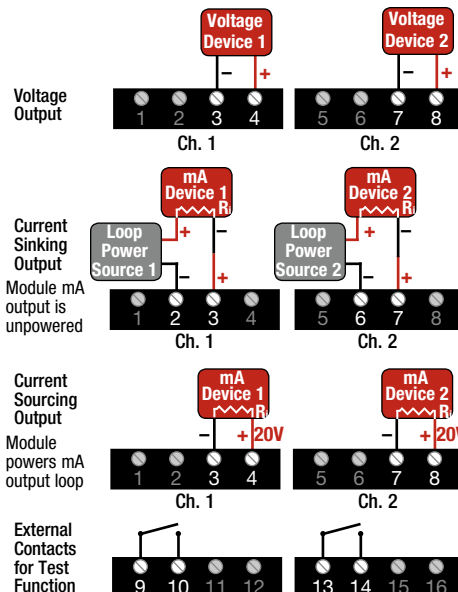 Voltage
Device 1
Voltage
Device 2
Voltage
Output
– +
– +
1 2 3 4
5 6 7 8
Ch. 1
Ch. 2
mA
Device 1
Ri
mA
Device 2
Ri
Current
Sinking
Output
Module mA
output is
unpowered
Loop
Power
Source 1
+ –
– +
Loop
Power
Source 2
+ –
– +
1 2 3 4
5 6 7 8
Ch. 1
Ch. 2
Current
Sourcing
Output
Module
powers mA
output loop
mA
Device 1
Ri
mA
Device 2
Ri
– + 20V
– + 20V
1 2 3 4
5 6 7 8
Ch. 1
Ch. 2
External
Contacts
for Test
Function
9 10 11 12
13 14 15 16